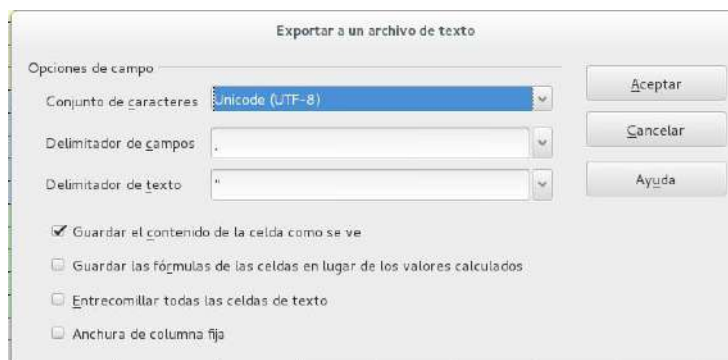 Exportar a un archivo de texto
Opciones de campo
Conjunto de caracteres Unicode (UTF-8)
Delimitador de campos ,
Delimitador de texto "
Guardar el contenido de la celda como se ve
Guardar las fórmulas de las celdas en lugar de los valores calculados
Entrecomillar todas las celdas de texto
Anchura de columna fija
Aceptar
Cancelar
Ayuda